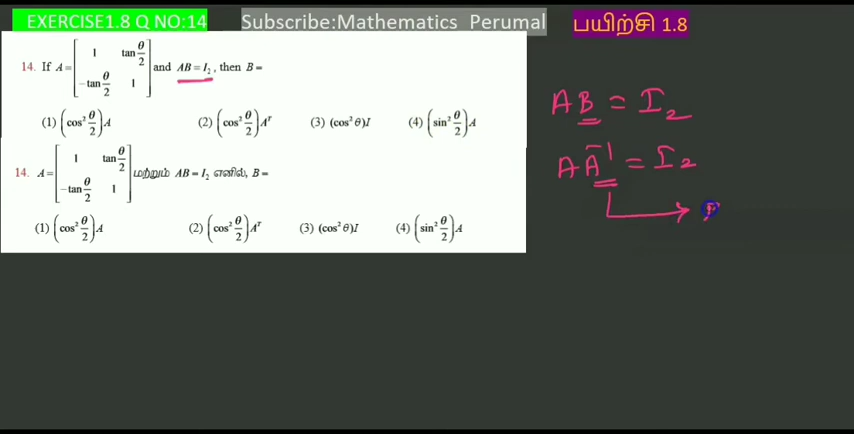 EXERCISE1.8 Q NO:14 Subscribe:Mathematics Perumal பயிற்சி 1.8
14. If A = [ 1 tan θ/2
-tan θ/2 1 ] and AB = I₂, then B =
(1) (cos² θ/2) A (2) (cos² θ/2) Aᵀ (3) (cos² θ) I (4) (sin² θ/2) A
14. A = [ 1 tan θ/2
-tan θ/2 1 ] மற்றும் AB = I₂ எனில், B =
(1) (cos² θ/2) A (2) (cos² θ/2) Aᵀ (3) (cos² θ) I (4) (sin² θ/2) A
AB = I₂
AA⁻¹ = I₂